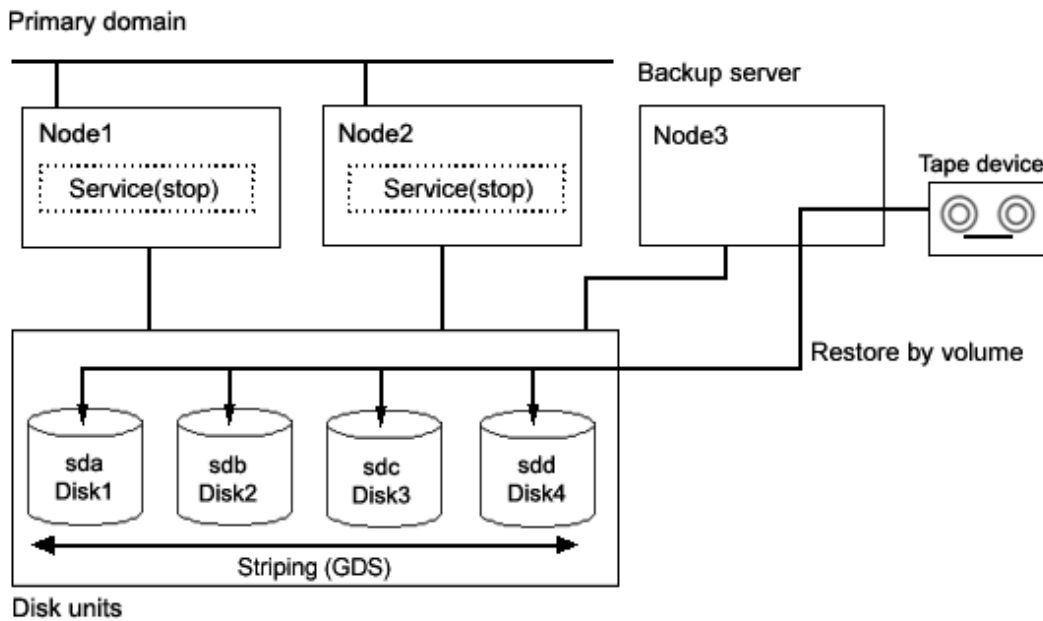 Primary domain
Backup server
Node1
Node2
Node3
Service(stop)
Service(stop)
Tape device
Restore by volume
sda
Disk1
sdb
Disk2
sdc
Disk3
sdd
Disk4
Striping (GDS)
Disk units